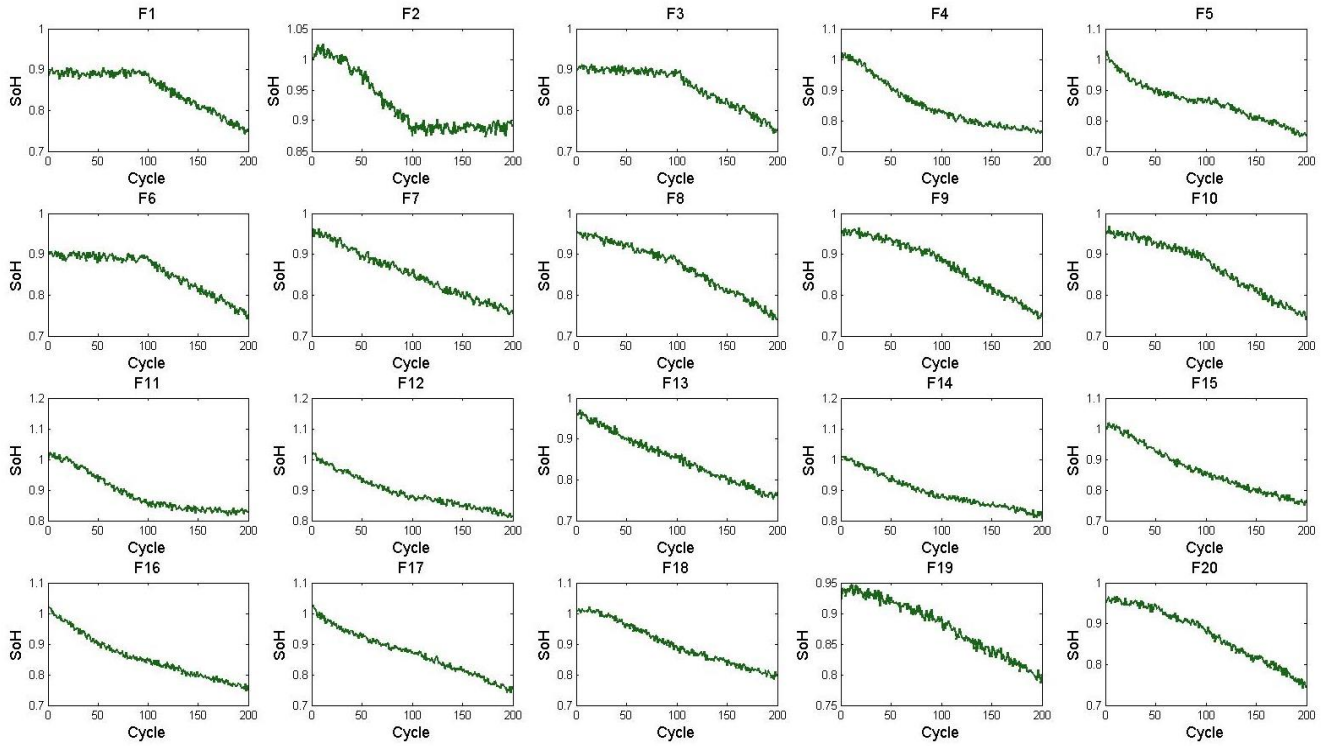 F1 F2 F3 F4 F5
1 1.05 1 1.1 1.1
0.9 1 0.9 1 1
0.8 0.95 0.8 0.9 0.9
0.9 0.8 0.8
0.7 0.85 0.7 0.7 0.7
SoH SoH SoH SoH SoH
0 50 100 150 200 0 50 100 150 200 0 50 100 150 200 0 50 100 150 200 0 50 100 150 200
Cycle Cycle Cycle Cycle Cycle
F6 F7 F8 F9 F10
1 1 1 1 1
0.9 0.9 0.9 0.9 0.9
0.8 0.8 0.8 0.8 0.8
0.7 0.7 0.7 0.7 0.7
SoH SoH SoH SoH SoH
0 50 100 150 200 0 50 100 150 200 0 50 100 150 200 0 50 100 150 200 0 50 100 150 200
Cycle Cycle Cycle Cycle Cycle
F11 F12 F13 F14 F15
1.2 1.2 1 1.2 1.1
1.1 1.1 0.9 1.1 1
1 1 0.8 1 0.9
0.9 0.9 0.9 0.8
0.8 0.8 0.7 0.8 0.7
SoH SoH SoH SoH SoH
0 50 100 150 200 0 50 100 150 200 0 50 100 150 200 0 50 100 150 200 0 50 100 150 200
Cycle Cycle Cycle Cycle Cycle
F16 F17 F18 F19 F20
1.1 1.1 1.1 0.95 1
1 1 1 0.9 0.9
0.9 0.9 0.9 0.85 0.8
0.8 0.8 0.8 0.8
0.7 0.7 0.7 0.75 0.7
SoH SoH SoH SoH SoH
0 50 100 150 200 0 50 100 150 200 0 50 100 150 200 0 50 100 150 200 0 50 100 150 200
Cycle Cycle Cycle Cycle Cycle